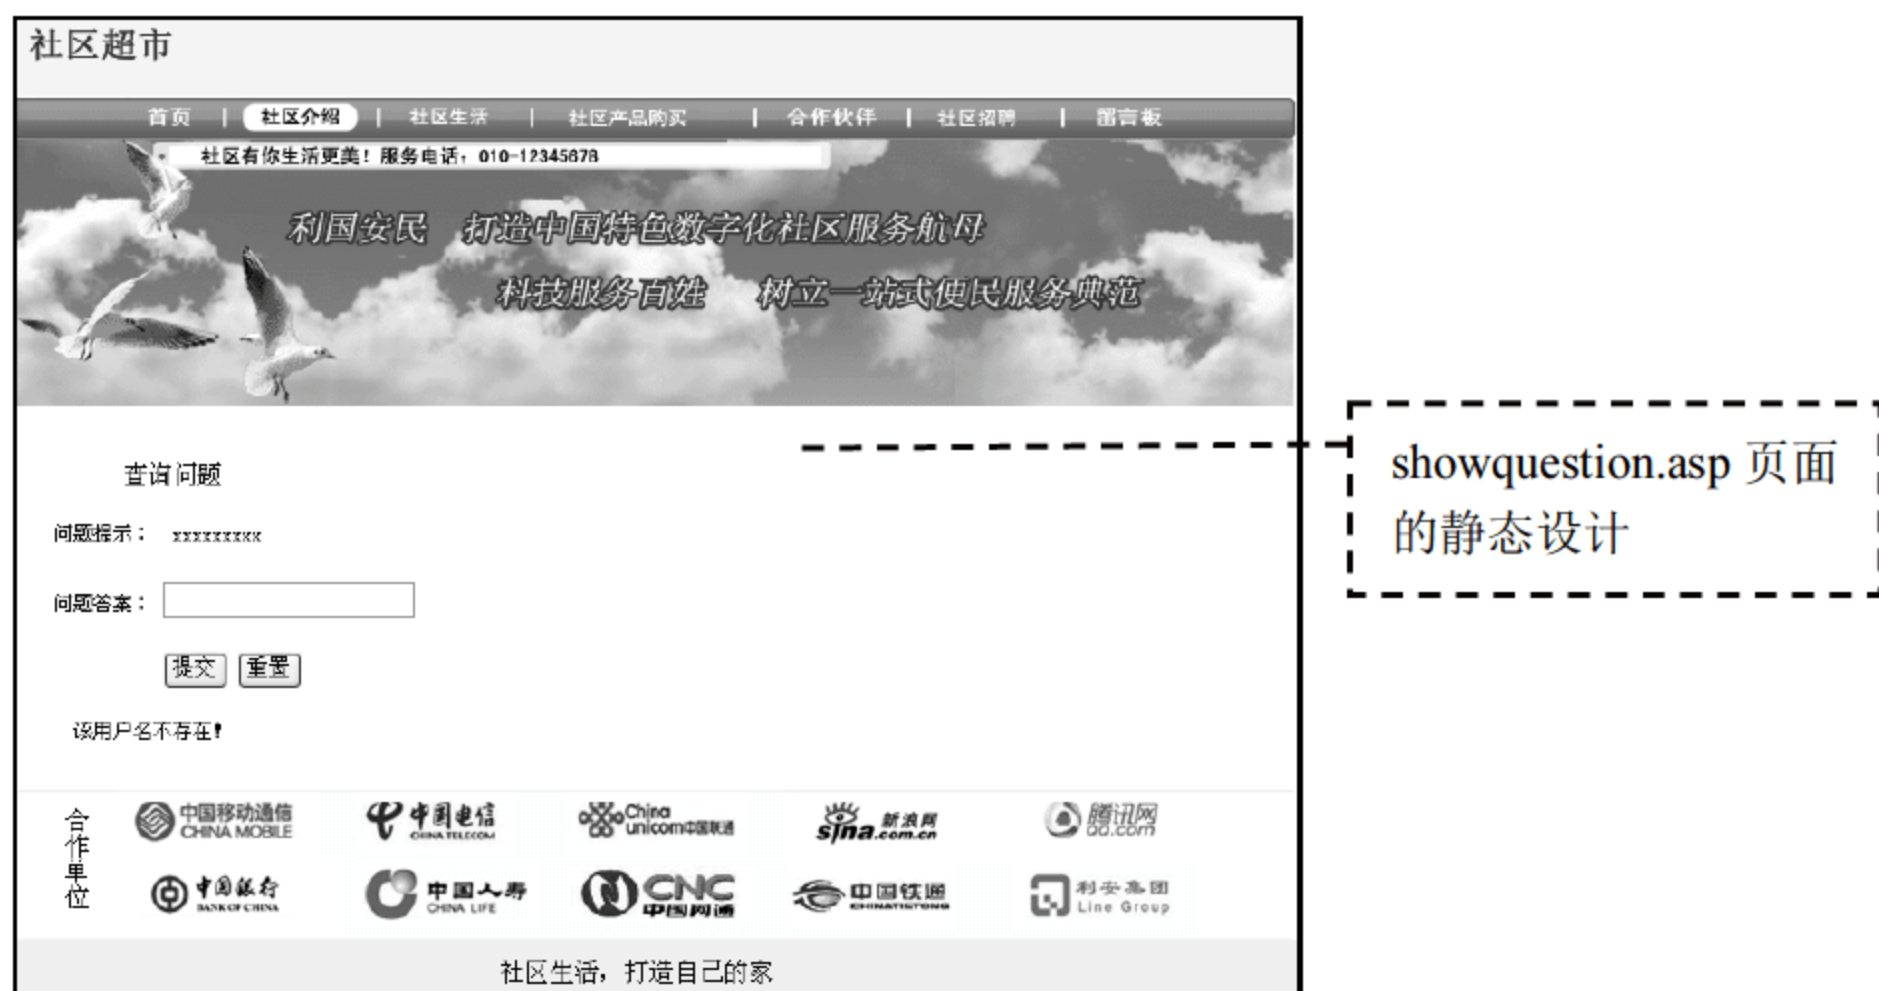 社区超市
首页 | 社区介绍 | 社区生活 | 社区产品购买 | 合作伙伴 | 社区招聘 | 留言板
社区有你生活更美！服务电话：010-12345678
利国安民 打造中国特色数字化社区服务航母
科技服务百姓 树立一站式便民服务典范
查询问题
问题提示： xxxxxxxxx
问题答案：
提交 重置
该用户名不存在！
showquestion.asp 页面
的静态设计
合作单位
中国移动通信
CHINA MOBILE
中国电信
CHINA TELECOM
China
unicom中国联通
sina 新浪网
.com.cn
腾讯网
QQ.com
中国银行
BANK OF CHINA
中国人寿
CHINA LIFE
CNC
中国网通
中国铁通
CHINATIETONG
利安集团
Line Group
社区生活，打造自己的家